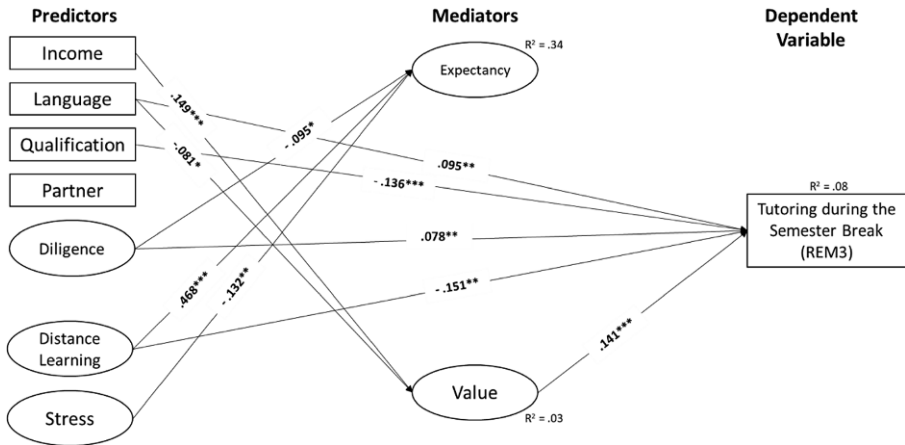 Predictors
Mediators
Dependent
Variable
Income
Language
Qualification
Partner
Diligence
Distance
Learning
Stress
Expectancy
R² = .34
Value
R² = .03
R² = .08
Tutoring during the
Semester Break
(REM3)
.149***
-.081*
- .095*
.095**
- .136***
.078**
.468***
- .132**
- .151**
.141***